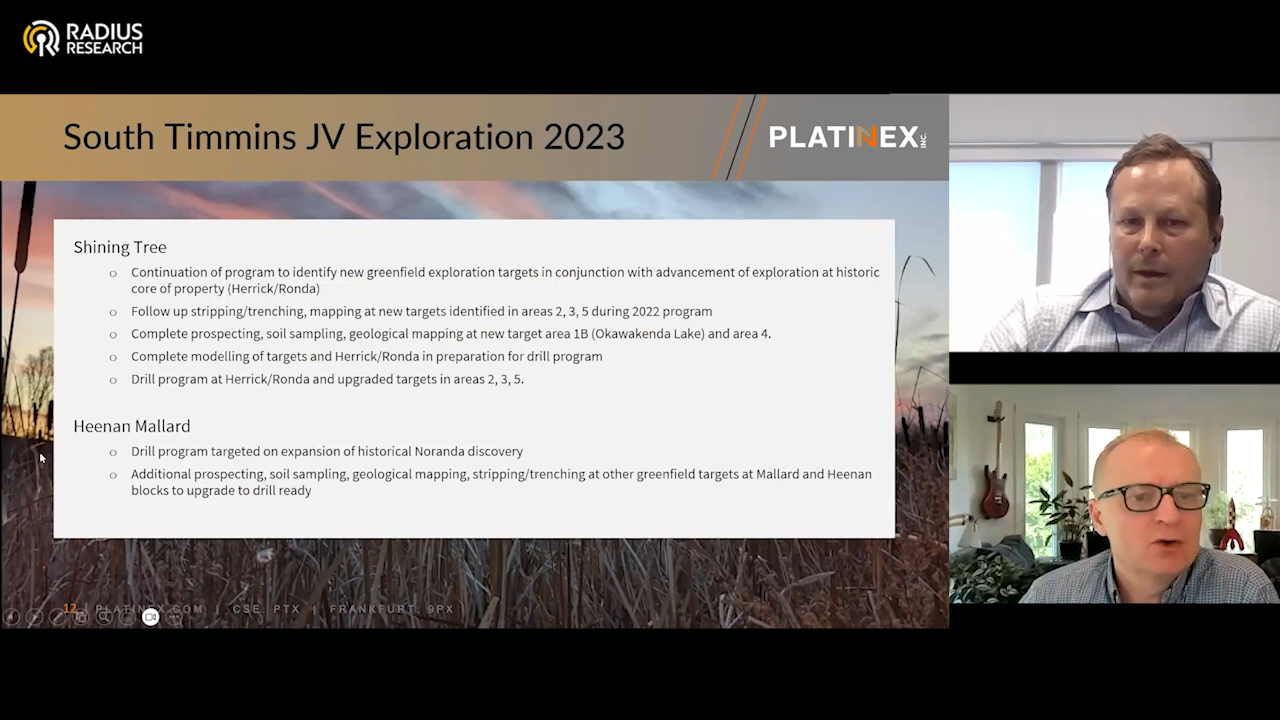 RADIUS
RESEARCH
South Timmins JV Exploration 2023
PLATINEX INC.
Shining Tree
o Continuation of program to identify new greenfield exploration targets in conjunction with advancement of exploration at historic
core of property (Herrick/Ronda)
o Follow up stripping/trenching, mapping at new targets identified in areas 2, 3, 5 during 2022 program
o Complete prospecting, soil sampling, geological mapping at new target area 1B (Okawakenda Lake) and area 4.
o Complete modelling of targets and Herrick/Ronda in preparation for drill program
o Drill program at Herrick/Ronda and upgraded targets in areas 2, 3, 5.
Heenan Mallard
o Drill program targeted on expansion of historical Noranda discovery
o Additional prospecting, soil sampling, geological mapping, stripping/trenching at other greenfield targets at Mallard and Heenan
blocks to upgrade to drill ready
12 | PLATINEX.COM | CSE: PTX | FRANKFURT: 9PX